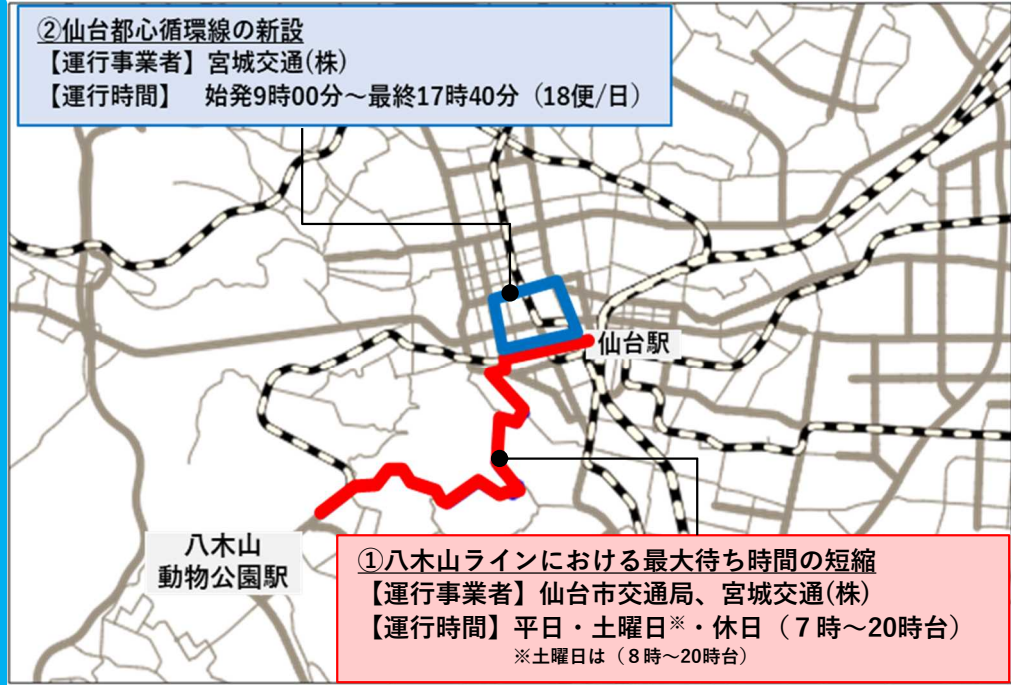 ②仙台都心循環線の新設
【運行事業者】宮城交通(株)
【運行時間】 始発9時00分～最終17時40分（18便/日）
仙台駅
八木山
動物公園駅
①八木山ラインにおける最大待ち時間の短縮
【運行事業者】仙台市交通局、宮城交通(株)
【運行時間】平日・土曜日※・休日（７時～20時台）
※土曜日は（８時～20時台）